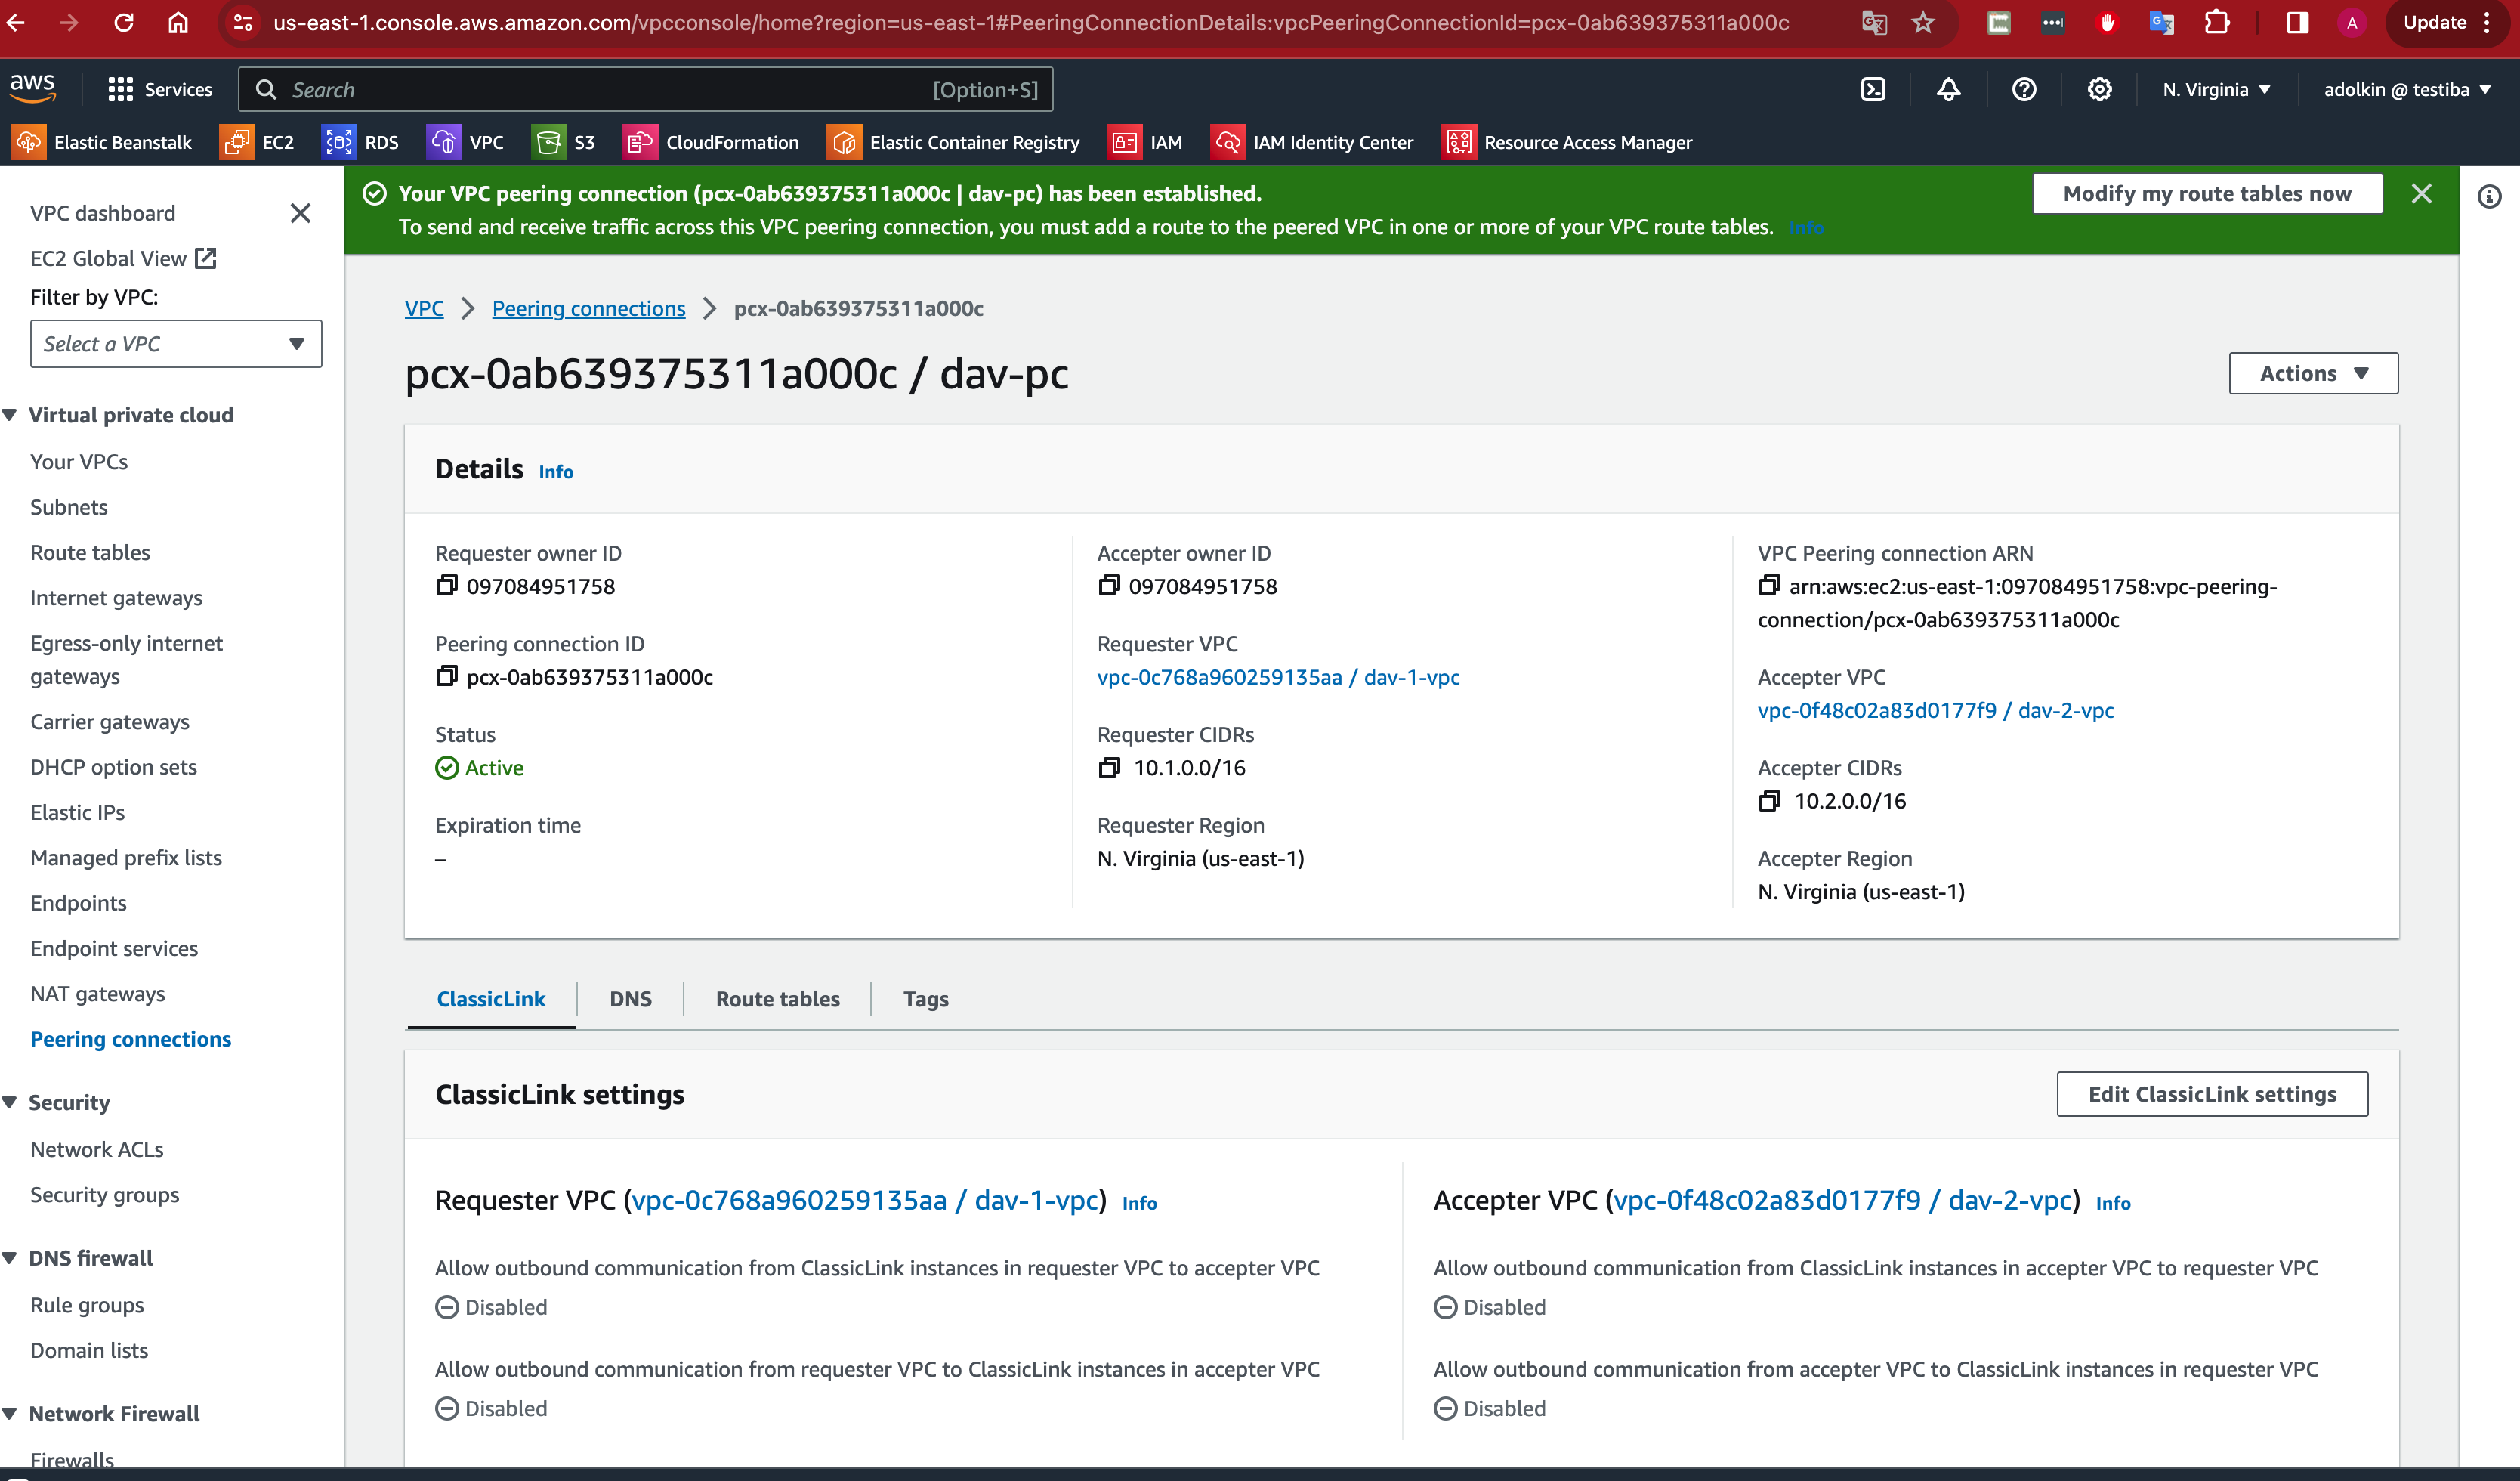 us-east-1.console.aws.amazon.com/vpcconsole/home?region=us-east-1#PeeringConnectionDetails:vpcPeeringConnectionId=pcx-0ab639375311a000c
A
Update
aws
Services
Search
[Option+S]
N. Virginia
adolkin @ testiba
Elastic Beanstalk
EC2
RDS
VPC
S3
CloudFormation
Elastic Container Registry
IAM
IAM Identity Center
Resource Access Manager
VPC dashboard
EC2 Global View
Filter by VPC:
Select a VPC
Virtual private cloud
Your VPCs
Subnets
Route tables
Internet gateways
Egress-only internet
gateways
Carrier gateways
DHCP option sets
Elastic IPs
Managed prefix lists
Endpoints
Endpoint services
NAT gateways
Peering connections
Security
Network ACLs
Security groups
DNS firewall
Rule groups
Domain lists
Network Firewall
Firewalls
Your VPC peering connection (pcx-0ab639375311a000c | dav-pc) has been established.
To send and receive traffic across this VPC peering connection, you must add a route to the peered VPC in one or more of your VPC route tables. Info
Modify my route tables now
VPC > Peering connections > pcx-0ab639375311a000c
pcx-0ab639375311a000c / dav-pc
Actions
Details Info
Requester owner ID
097084951758
Peering connection ID
pcx-0ab639375311a000c
Status
Active
Expiration time
–
Accepter owner ID
097084951758
Requester VPC
vpc-0c768a960259135aa / dav-1-vpc
Requester CIDRs
10.1.0.0/16
Requester Region
N. Virginia (us-east-1)
VPC Peering connection ARN
arn:aws:ec2:us-east-1:097084951758:vpc-peering-
connection/pcx-0ab639375311a000c
Accepter VPC
vpc-0f48c02a83d0177f9 / dav-2-vpc
Accepter CIDRs
10.2.0.0/16
Accepter Region
N. Virginia (us-east-1)
ClassicLink
DNS
Route tables
Tags
ClassicLink settings
Edit ClassicLink settings
Requester VPC (vpc-0c768a960259135aa / dav-1-vpc) Info
Allow outbound communication from ClassicLink instances in requester VPC to accepter VPC
Disabled
Allow outbound communication from requester VPC to ClassicLink instances in accepter VPC
Disabled
Accepter VPC (vpc-0f48c02a83d0177f9 / dav-2-vpc) Info
Allow outbound communication from ClassicLink instances in accepter VPC to requester VPC
Disabled
Allow outbound communication from accepter VPC to ClassicLink instances in requester VPC
Disabled